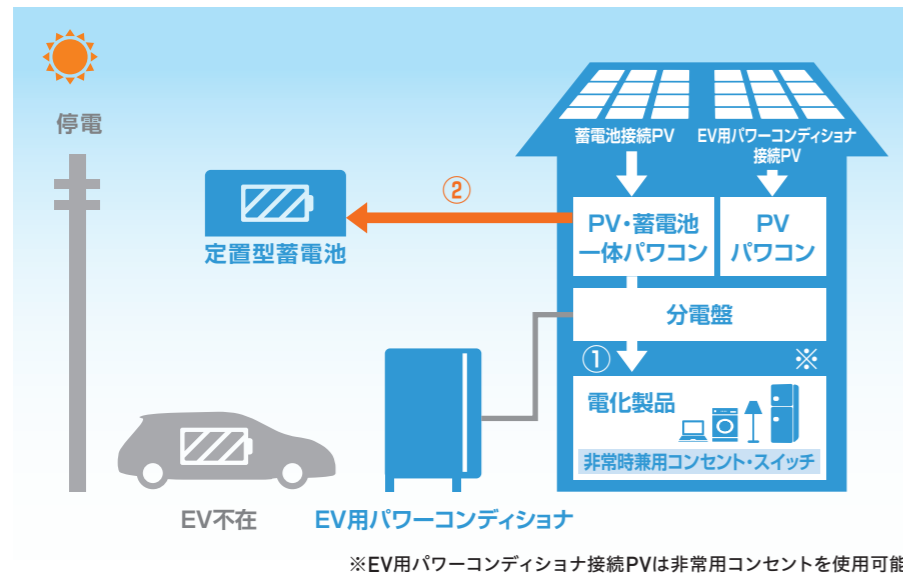 停電
蓄電池接続PV
EV用パワーコンディショナ
接続PV
②
定置型蓄電池
PV・蓄電池
一体パワコン
PV
パワコン
分電盤
①
※
電化製品
非常時兼用コンセント・スイッチ
EV不在
EV用パワーコンディショナ
※EV用パワーコンディショナ接続PVは非常用コンセントを使用可能